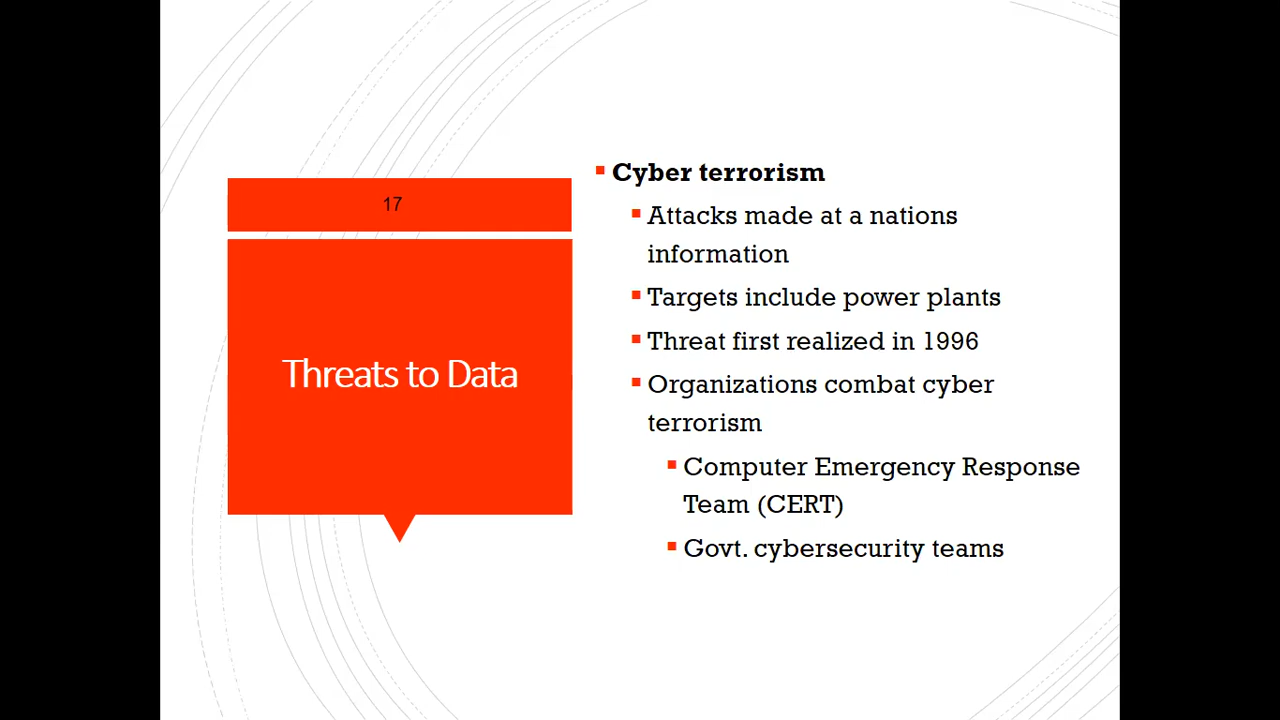 17
Threats to Data
Cyber terrorism
Attacks made at a nations
information
Targets include power plants
Threat first realized in 1996
Organizations combat cyber
terrorism
Computer Emergency Response
Team (CERT)
Govt. cybersecurity teams